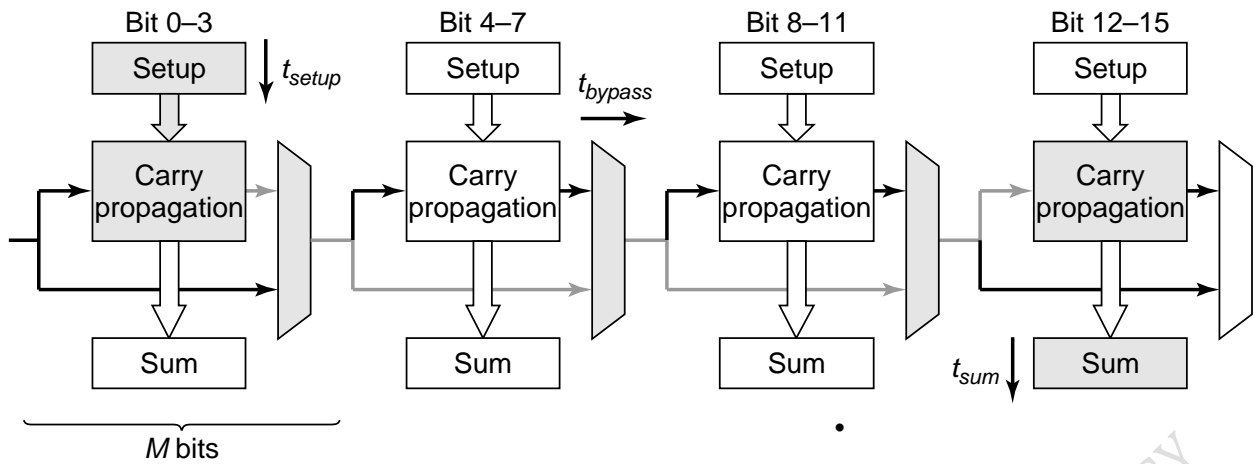 Bit 0–3
Bit 4–7
Bit 8–11
Bit 12–15
Setup
t_setup
Setup
t_bypass
Setup
Setup
Carry
propagation
Carry
propagation
Carry
propagation
Carry
propagation
Sum
Sum
Sum
t_sum
Sum
M bits